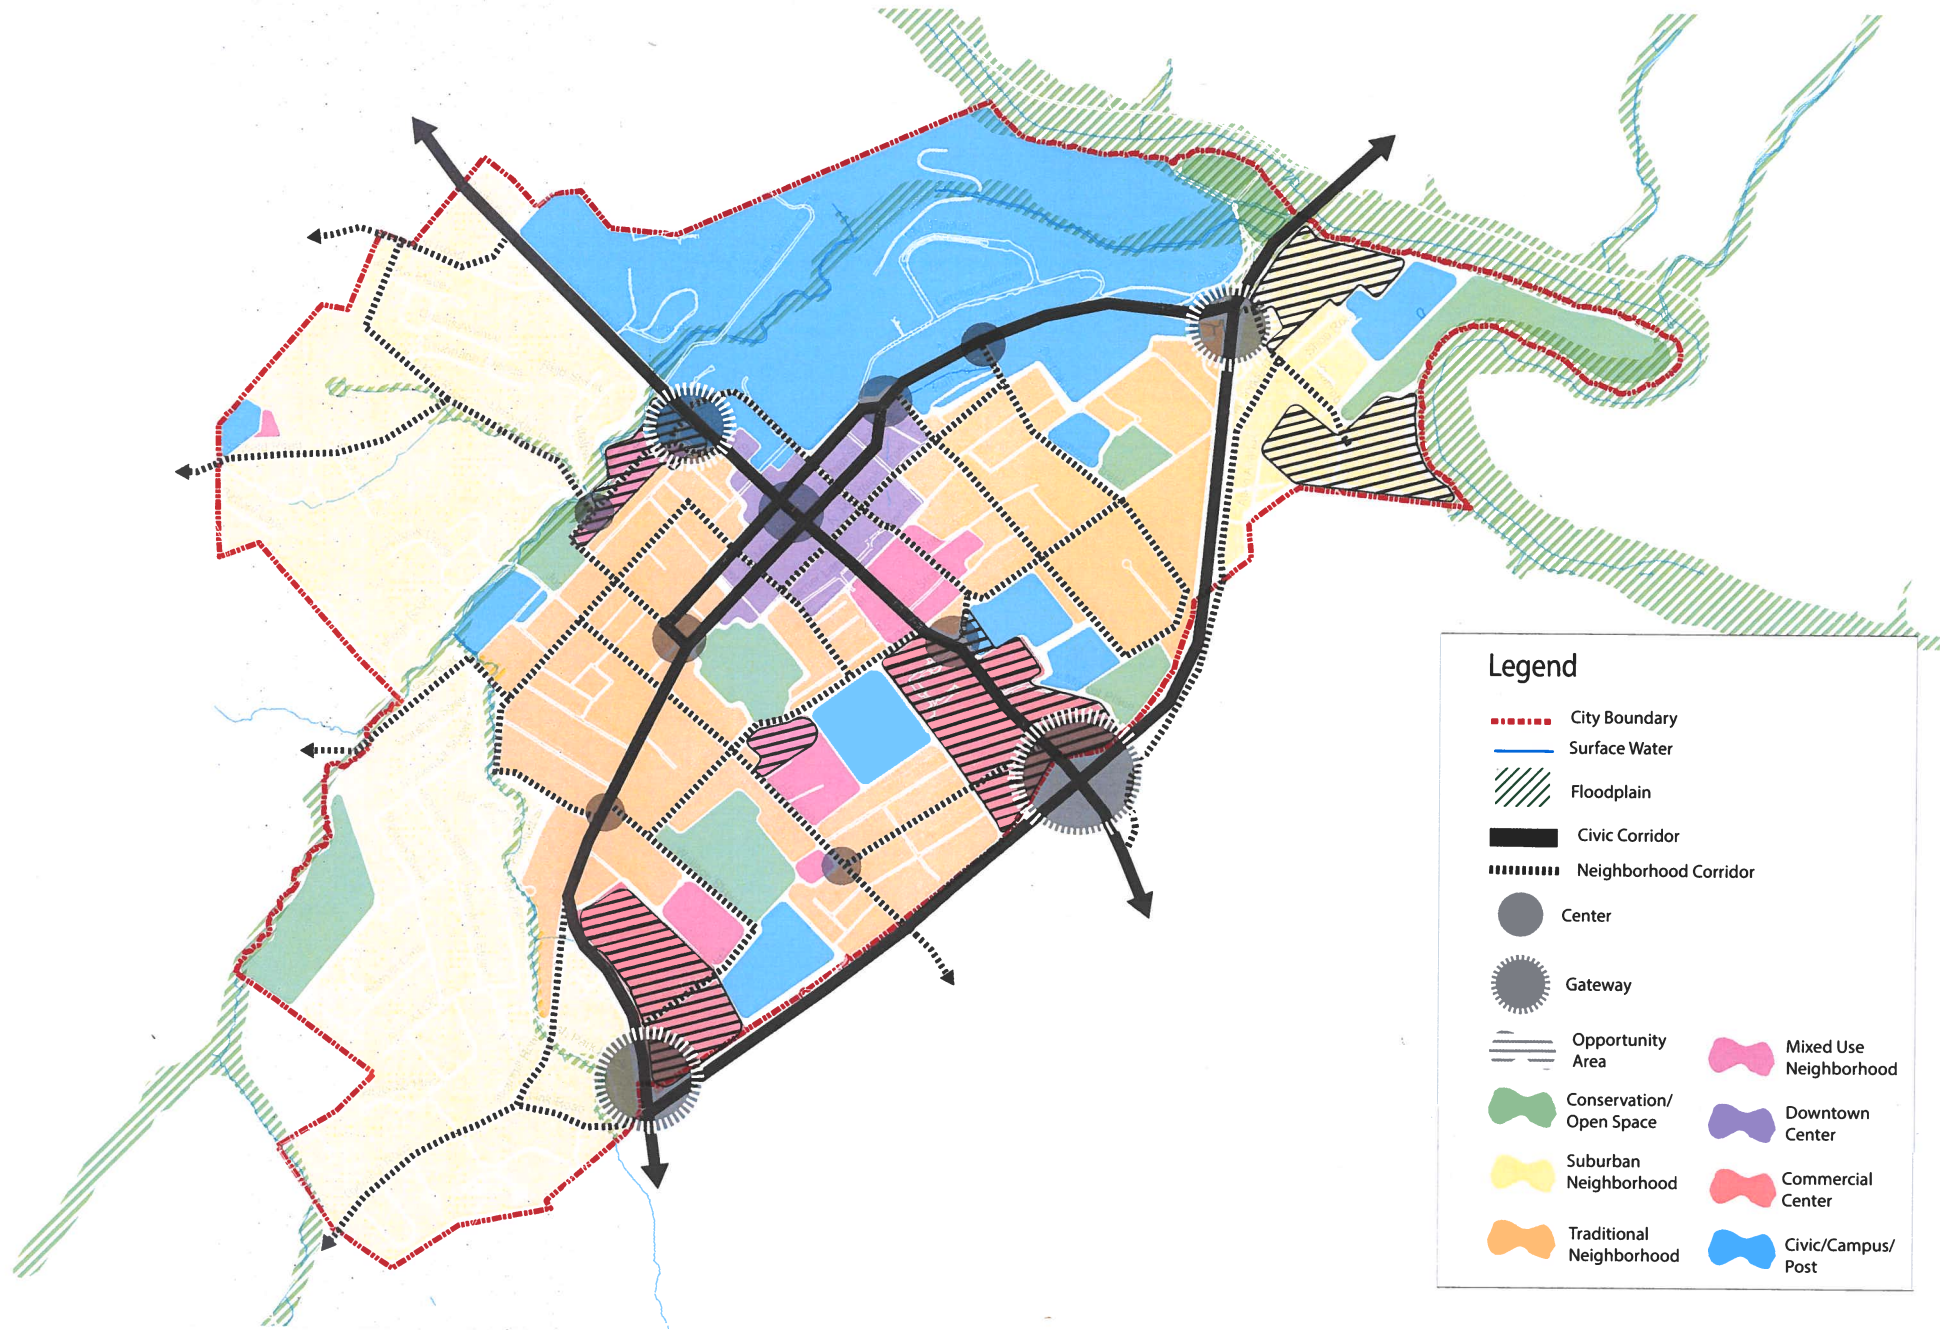 Legend
City Boundary
Surface Water
Floodplain
Civic Corridor
Neighborhood Corridor
Center
Gateway
Opportunity
Area
Conservation/
Open Space
Suburban
Neighborhood
Traditional
Neighborhood
Mixed Use
Neighborhood
Downtown
Center
Commercial
Center
Civic/Campus/
Post